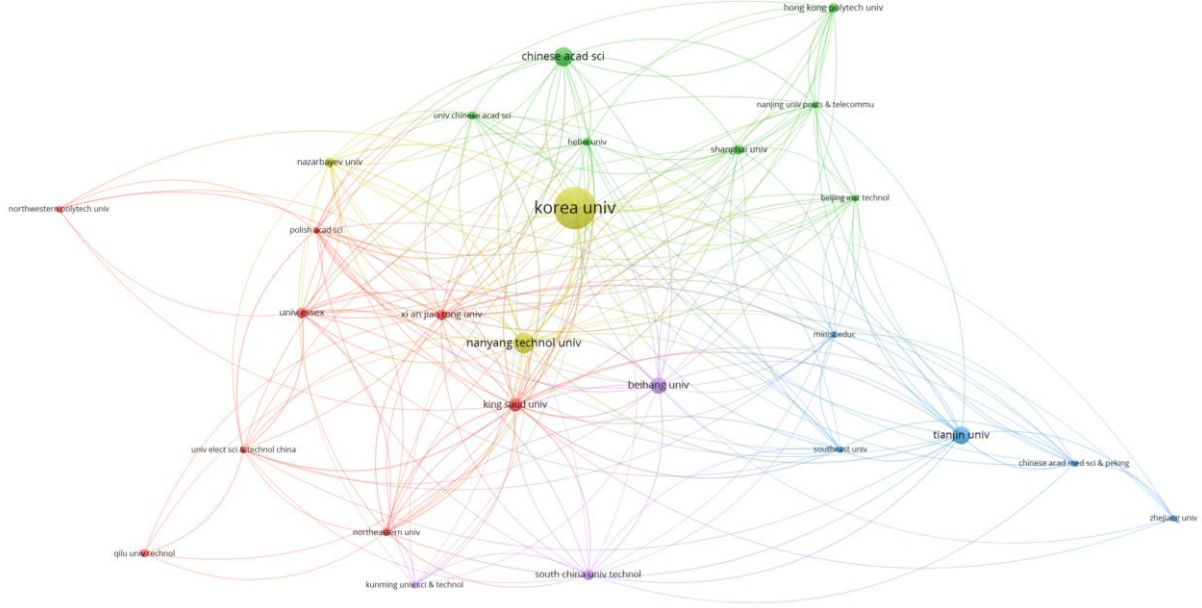 hong kong polytech univ
chinese acad sci
nanjing univ posts & telecommu
univ chinese acad sci
hebei univ
shanghai univ
nazarbayev univ
beijing inst technol
korea univ
northwestern polytech univ
polish acad sci
univ essex
xi an jiao tong univ
minist educ
nanyang technol univ
beihang univ
king saud univ
tianjin univ
univ elect sci & technol china
southeast univ
chinese acad med sci & peking
zhejiang univ
northeastern univ
qilu univ technol
south china univ technol
kunming univ sci & technol